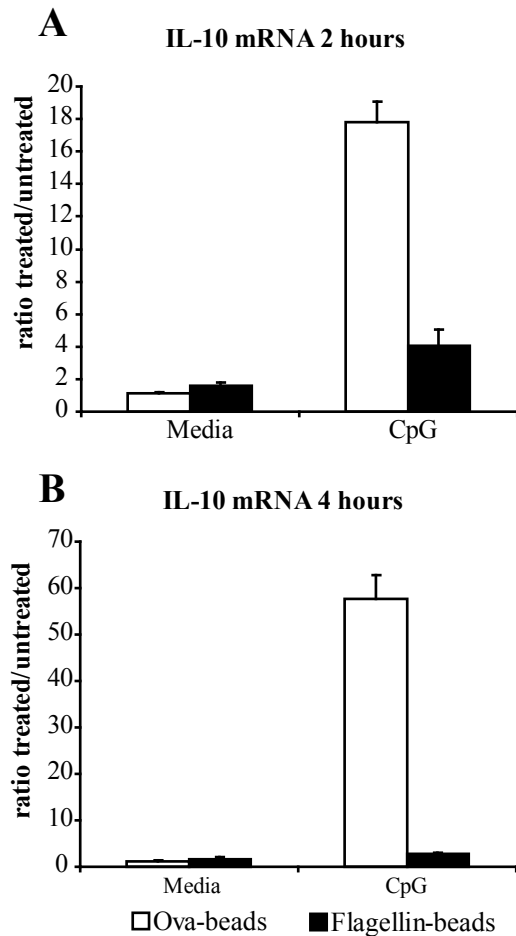 A
IL-10 mRNA 2 hours
ratio treated/untreated
20
18
16
14
12
10
8
6
4
2
0
Media CpG
B
IL-10 mRNA 4 hours
ratio treated/untreated
70
60
50
40
30
20
10
0
Media CpG
Ova-beads Flagellin-beads